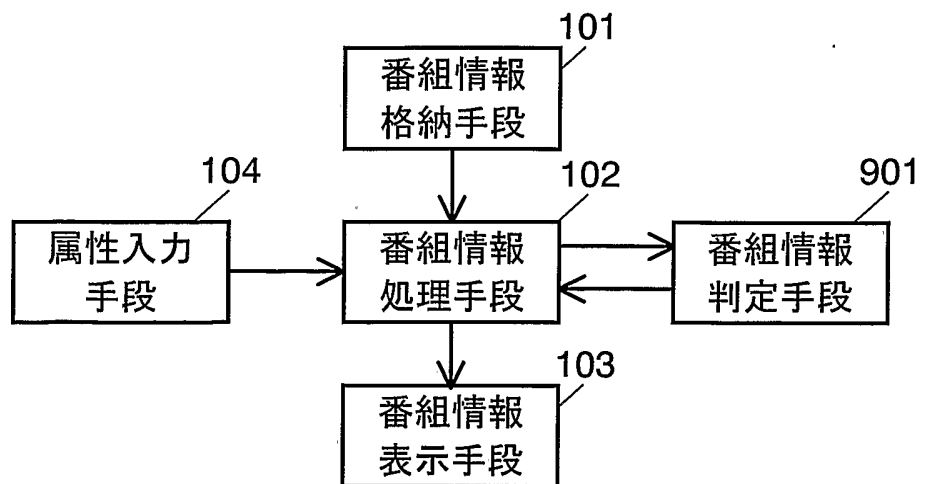 101
番組情報
格納手段
104
属性入力
手段
102
番組情報
処理手段
901
番組情報
判定手段
103
番組情報
表示手段